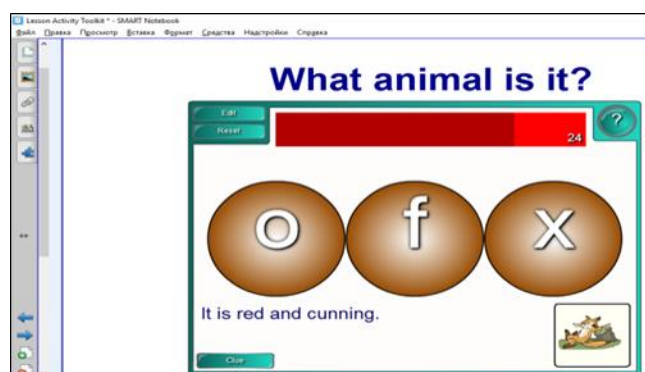 Lesson Activity Toolkit * - SMART Notebook
Файл Правка Просмотр Вставка Формат Средства Надстройки Справка
What animal is it?
Edit
Reset
24
?
o f x
It is red and cunning.
Clue